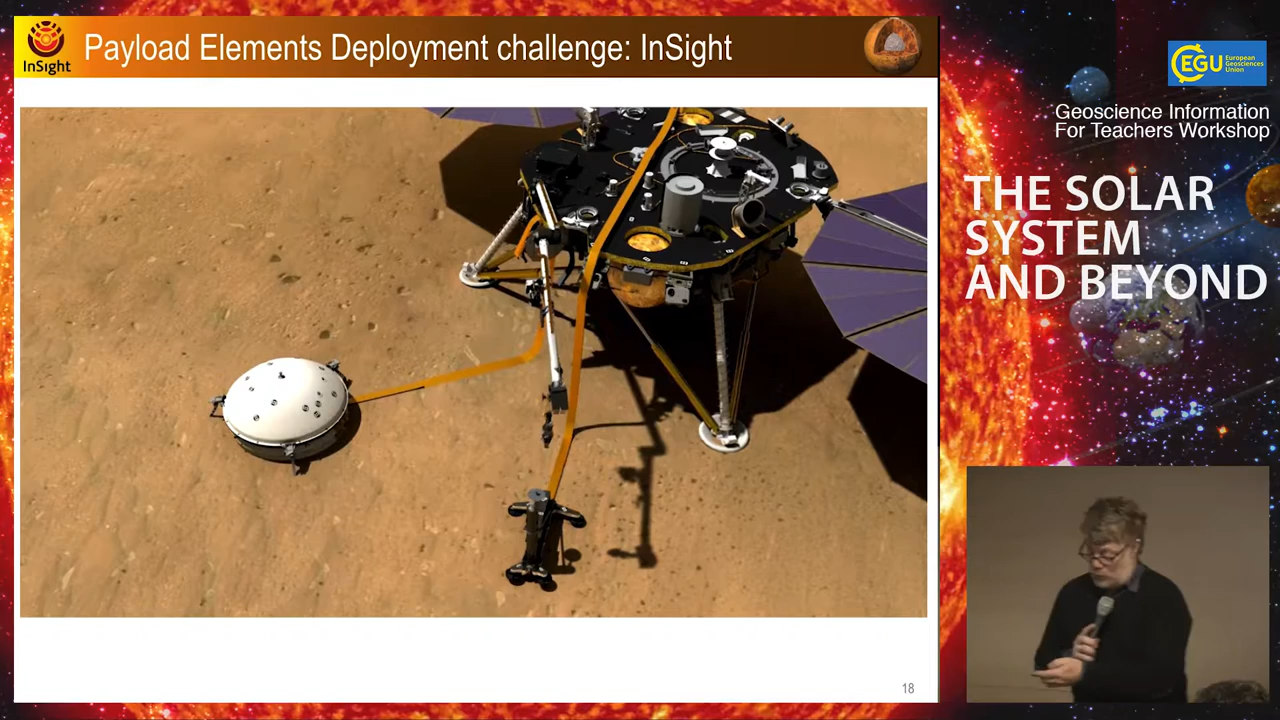 InSight
Payload Elements Deployment challenge: InSight
EGU
European
Geosciences
Union
Geoscience Information
For Teachers Workshop
THE SOLAR
SYSTEM
AND BEYOND
18